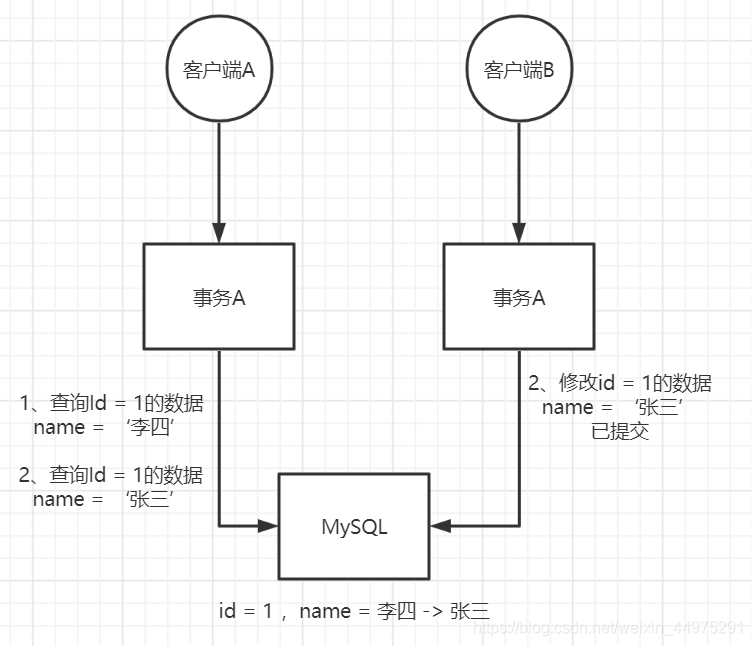 客户端A
客户端B
事务A
事务A
1、查询Id = 1的数据
name = ‘李四’
2、查询Id = 1的数据
name = ‘张三’
2、修改id = 1的数据
name = ‘张三’
已提交
MySQL
id = 1 ，name = 李四 -> 张三
https://blog.csdn.net/weixin_44975291